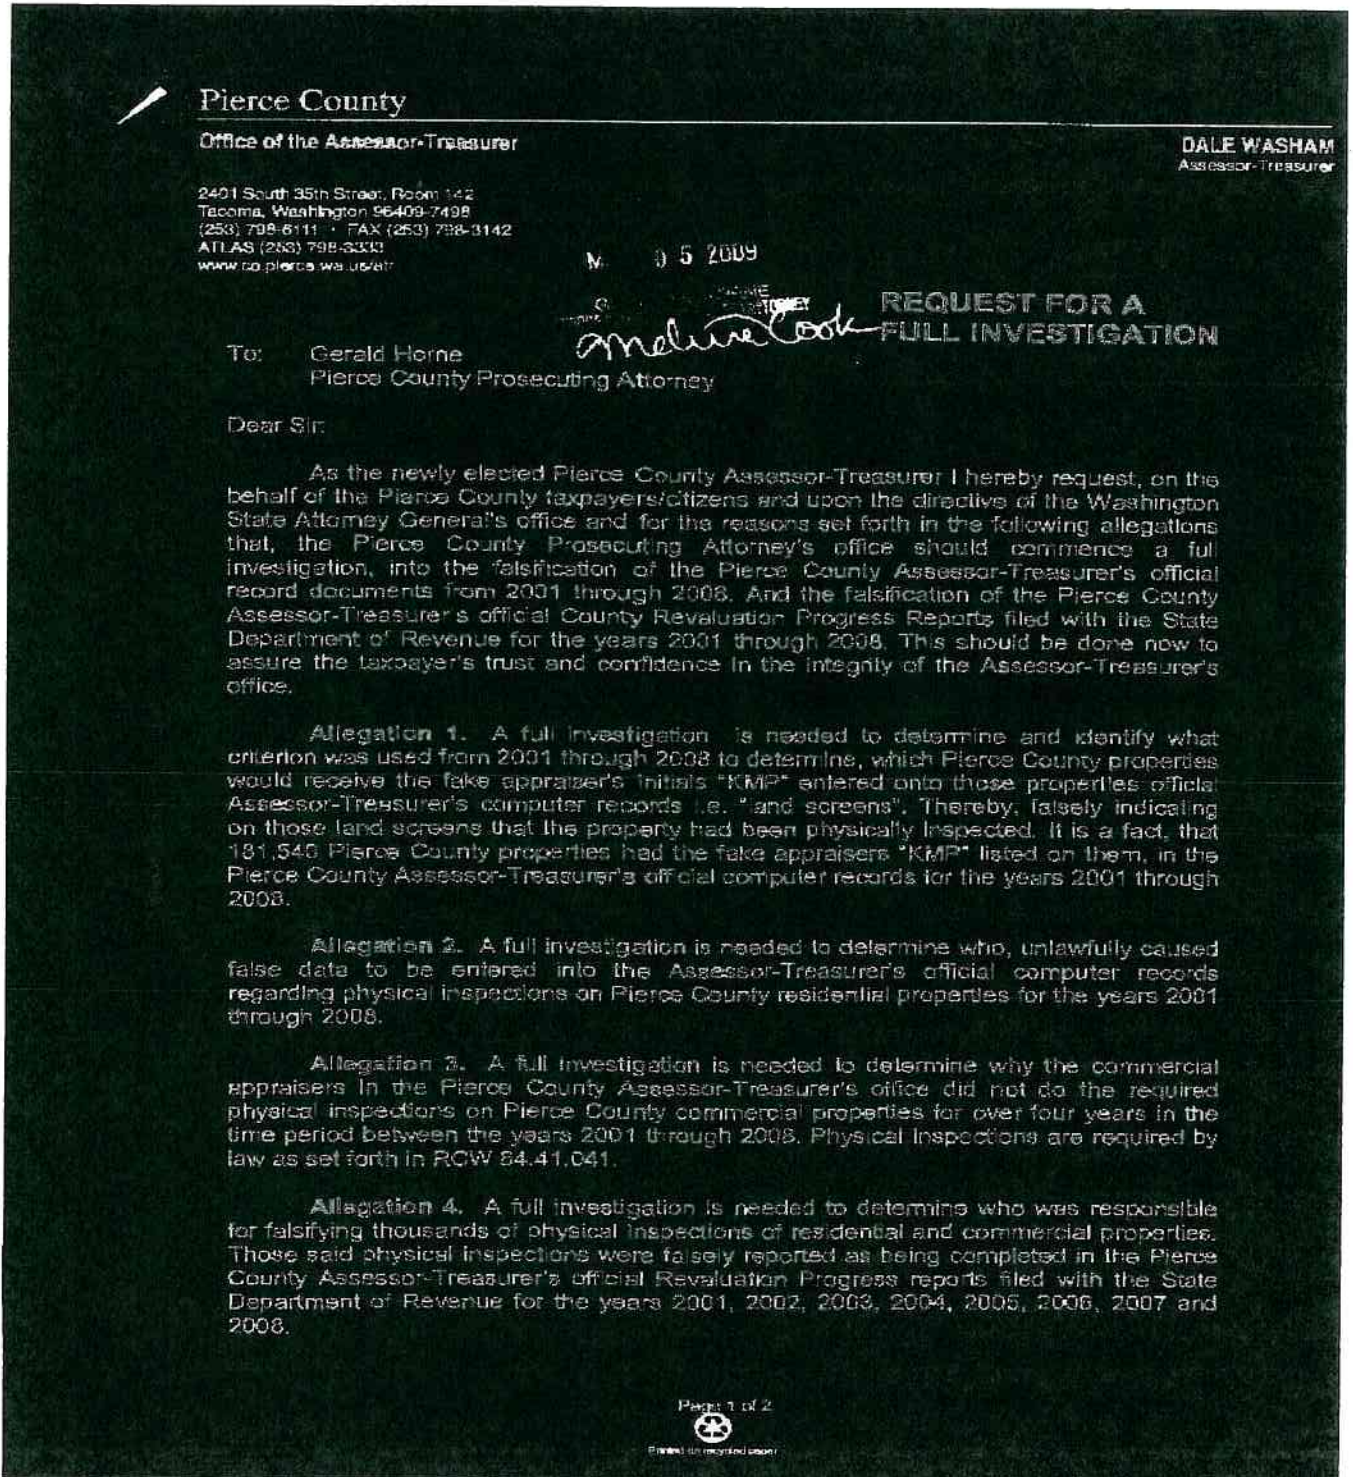 Pierce County
Office of the Assessor-Treasurer
DALE WASHAM
Assessor-Treasurer
2401 South 35th Street, Room 142
Tacoma, Washington 98409-7498
(253) 798-6111 • FAX (253) 798-3142
ATLAS (253) 798-3333
www.co.pierce.wa.us/atr
05 2009
REQUEST FOR A
FULL INVESTIGATION
Cook
To: Gerald Horne
Pierce County Prosecuting Attorney
Dear Sir:
As the newly elected Pierce County Assessor-Treasurer I hereby request, on the
behalf of the Pierce County taxpayers/citizens and upon the directive of the Washington
State Attorney General's office and for the reasons set forth in the following allegations
that, the Pierce County Prosecuting Attorney's office should commence a full
investigation, into the falsification of the Pierce County Assessor-Treasurer's official
record documents from 2001 through 2008. And the falsification of the Pierce County
Assessor-Treasurer's official County Revaluation Progress Reports filed with the State
Department of Revenue for the years 2001 through 2008. This should be done now to
assure the taxpayer's trust and confidence in the integrity of the Assessor-Treasurer's
office.
Allegation 1. A full investigation is needed to determine and identify what
criterion was used from 2001 through 2008 to determine, which Pierce County properties
would receive the fake appraiser's initials "KMP" entered onto those properties official
Assessor-Treasurer's computer records i.e. "land screens". Thereby, falsely indicating
on those land screens that the property had been physically inspected. It is a fact, that
181,540 Pierce County properties had the fake appraisers "KMP" listed on them, in the
Pierce County Assessor-Treasurer's official computer records for the years 2001 through
2008.
Allegation 2. A full investigation is needed to determine who, unlawfully caused
false data to be entered into the Assessor-Treasurer's official computer records
regarding physical inspections on Pierce County residential properties for the years 2001
through 2008.
Allegation 3. A full investigation is needed to determine why the commercial
appraisers in the Pierce County Assessor-Treasurer's office did not do the required
physical inspections on Pierce County commercial properties for over four years in the
time period between the years 2001 through 2008. Physical Inspections are required by
law as set forth in RCW 84.41.041.
Allegation 4. A full investigation is needed to determine who was responsible
for falsifying thousands of physical inspections of residential and commercial properties.
Those said physical inspections were falsely reported as being completed in the Pierce
County Assessor-Treasurer's official Revaluation Progress reports filed with the State
Department of Revenue for the years 2001, 2002, 2003, 2004, 2005, 2006, 2007 and
2008.
Page 1 of 2
Printed on recycled paper